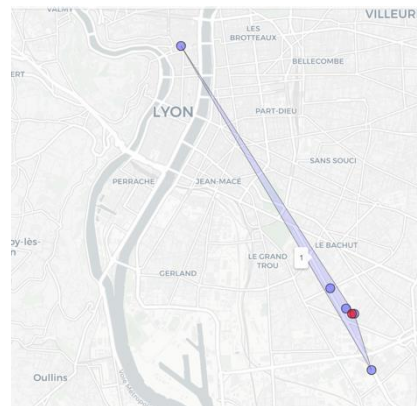 VALMY
VILLEUR
LES
BROTTEAUX
BELLECOMBE
ERT
LYON
PART-DIEU
SANS SOUCI
PERRACHE
JEAN-MACÉ
oy-lès-
n
LE BACHUT
LE GRAND
TROU
1
GERLAND
Oullins